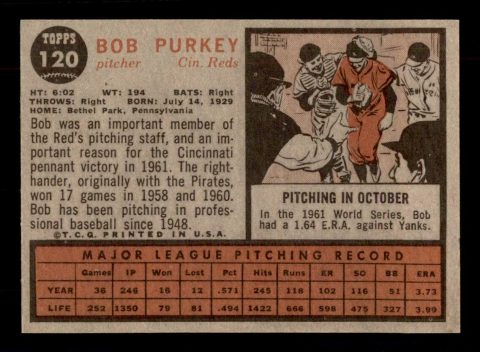 TOPPS
120
BOB PURKEY
pitcher Cin. Reds
HT: 6:02 WT: 194 BATS: Right
THROWS: Right BORN: July 14, 1929
HOME: Bethel Park, Pennsylvania
Bob was an important member of
the Red's pitching staff, and an im-
portant reason for the Cincinnati
pennant victory in 1961. The right-
hander, originally with the Pirates,
won 17 games in 1958 and 1960.
Bob has been pitching in profes-
sional baseball since 1948.
©T.C.G. PRINTED IN U.S.A.
PITCHING IN OCTOBER
In the 1961 World Series, Bob
had a 1.64 E.R.A. against Yanks.
MAJOR LEAGUE PITCHING RECORD
Games IP Won Lost Pct Hits Runs ER SO BB ERA
YEAR 36 246 16 12 .571 245 118 102 116 51 3.73
LIFE 252 1350 79 81 .494 1422 666 598 475 327 3.99